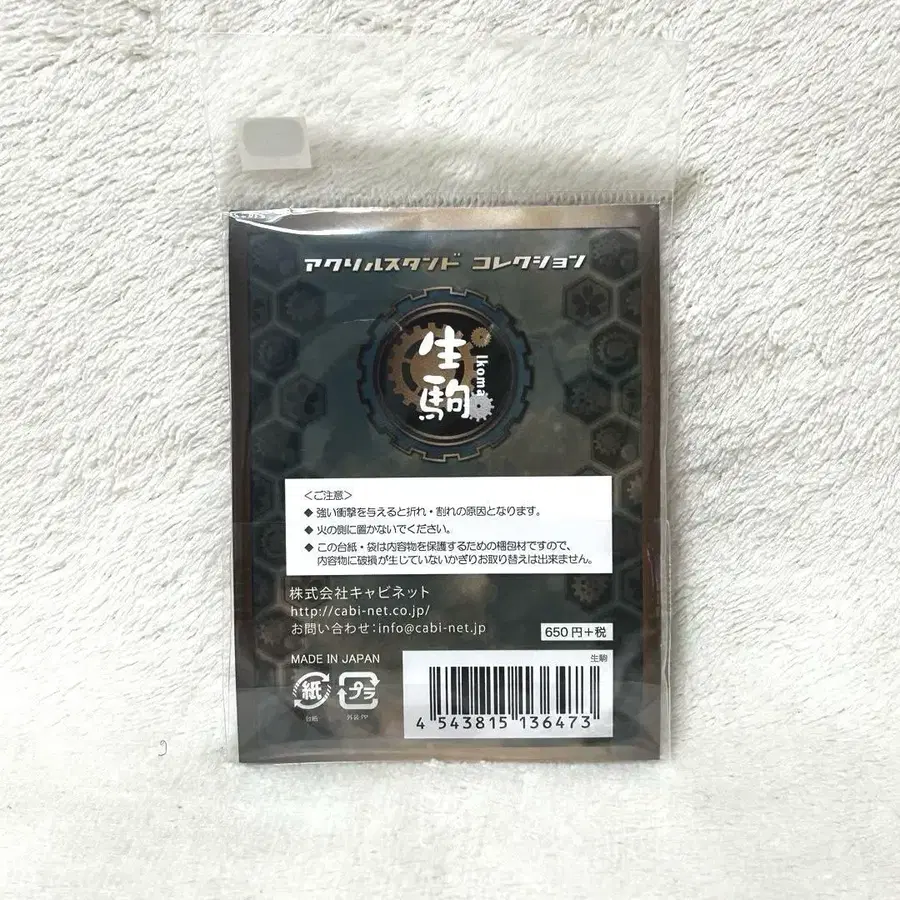 アクリルスタンド コレクション
生駒
Ikoma
＜ご注意＞
◆ 強い衝撃を与えると折れ・割れの原因となります。
◆ 火の側に置かないでください。
◆ この台紙・袋は内容物を保護するための梱包材ですので、
内容物に破損が生じていないかぎりお取り替えは出来ません。
株式会社キャビネット
http://cabi-net.co.jp/
お問い合わせ：info@cabi-net.jp
650円＋税
MADE IN JAPAN
生駒
紙
プラ
台紙
外装:PP
4 543815 136473